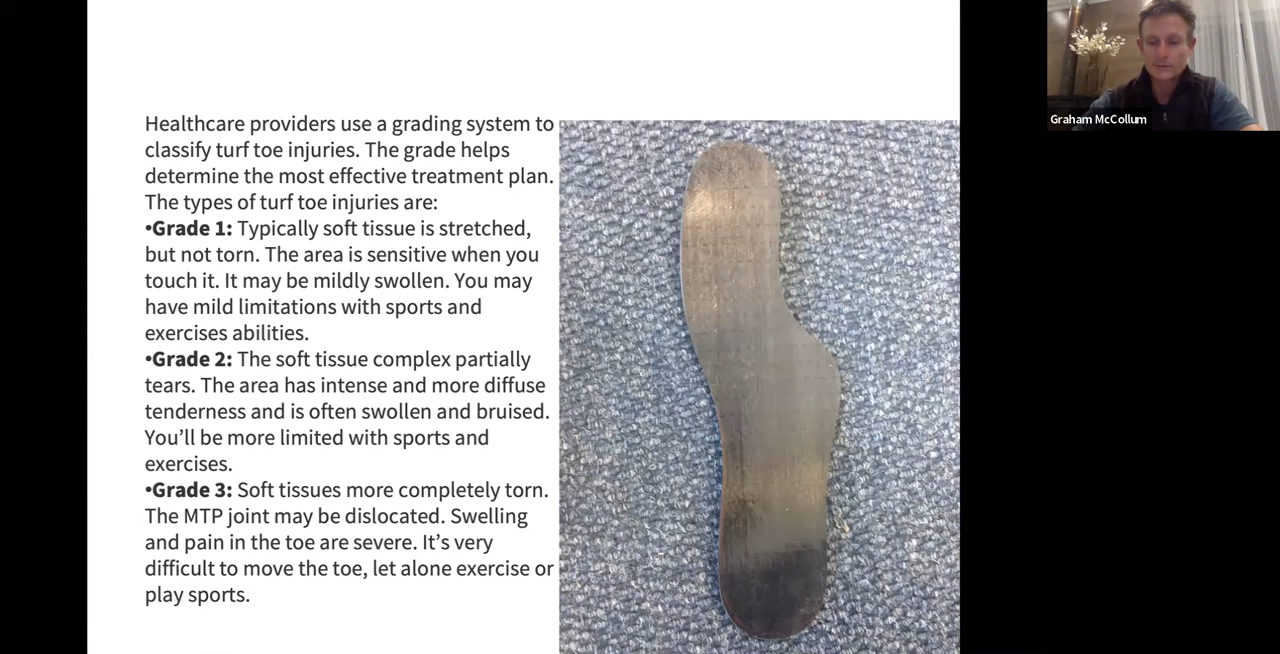 Healthcare providers use a grading system to
classify turf toe injuries. The grade helps
determine the most effective treatment plan.
The types of turf toe injuries are:
•Grade 1: Typically soft tissue is stretched,
but not torn. The area is sensitive when you
touch it. It may be mildly swollen. You may
have mild limitations with sports and
exercises abilities.
•Grade 2: The soft tissue complex partially
tears. The area has intense and more diffuse
tenderness and is often swollen and bruised.
You’ll be more limited with sports and
exercises.
•Grade 3: Soft tissues more completely torn.
The MTP joint may be dislocated. Swelling
and pain in the toe are severe. It’s very
difficult to move the toe, let alone exercise or
play sports.
Graham McCollum